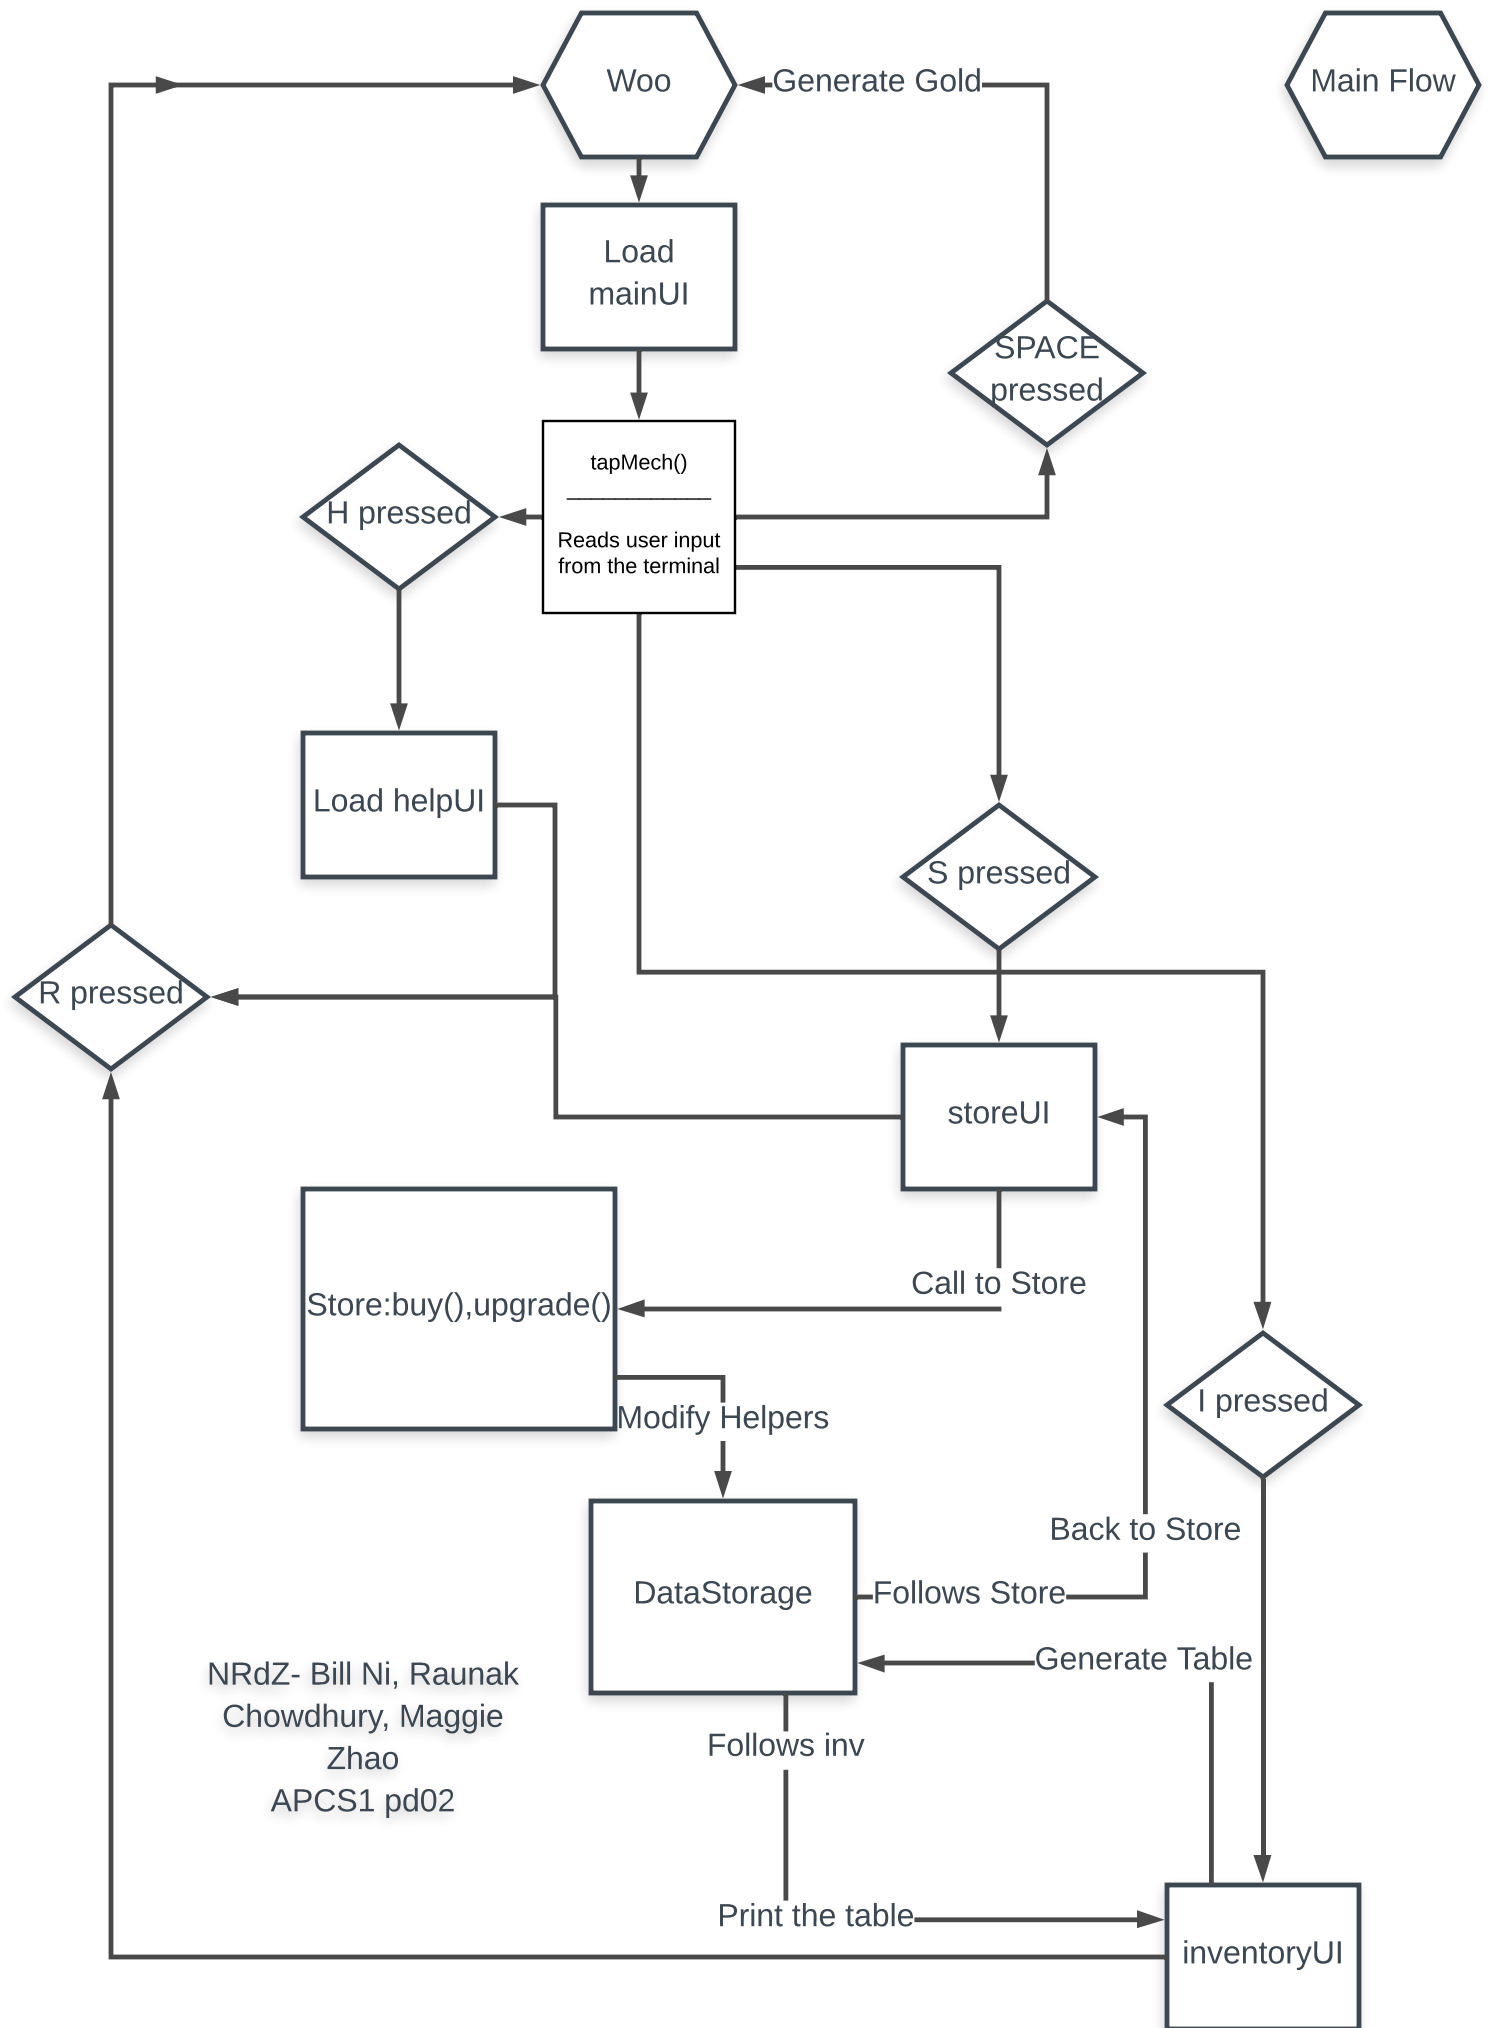 Woo
Generate Gold
Main Flow
Load
mainUI
SPACE
pressed
tapMech()
____________
Reads user input
from the terminal
H pressed
Load helpUI
S pressed
R pressed
storeUI
Call to Store
Store:buy(),upgrade()
I pressed
Modify Helpers
Back to Store
DataStorage
Follows Store
Generate Table
NRdZ- Bill Ni, Raunak
Chowdhury, Maggie
Zhao
APCS1 pd02
Follows inv
Print the table
inventoryUI